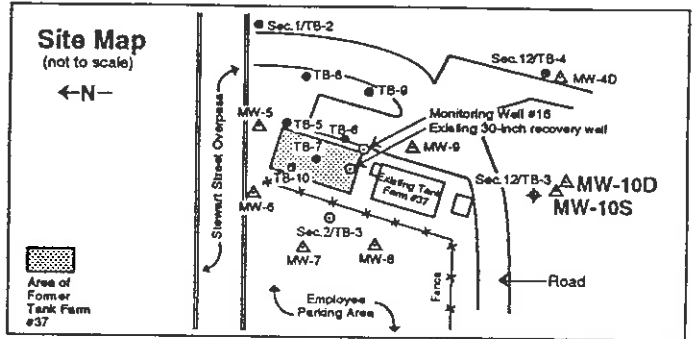 Site Map
(not to scale)
←N–
Sec.1/TB-2
TB-8
TB-9
Sec.12/TB-4
MW-4D
Stewart Street Overpass
MW-5
TB-5
TB-6
Monitoring Well #16
Existing 30-inch recovery well
MW-9
TB-7
TB-10
Existing Tank
Farm #37
Sec.12/TB-3
MW-10D
MW-10S
MW-6
Sec.2/TB-3
MW-7
MW-8
Area of
Former
Tank Farm
#37
Employee
Parking Area
Fence
Road